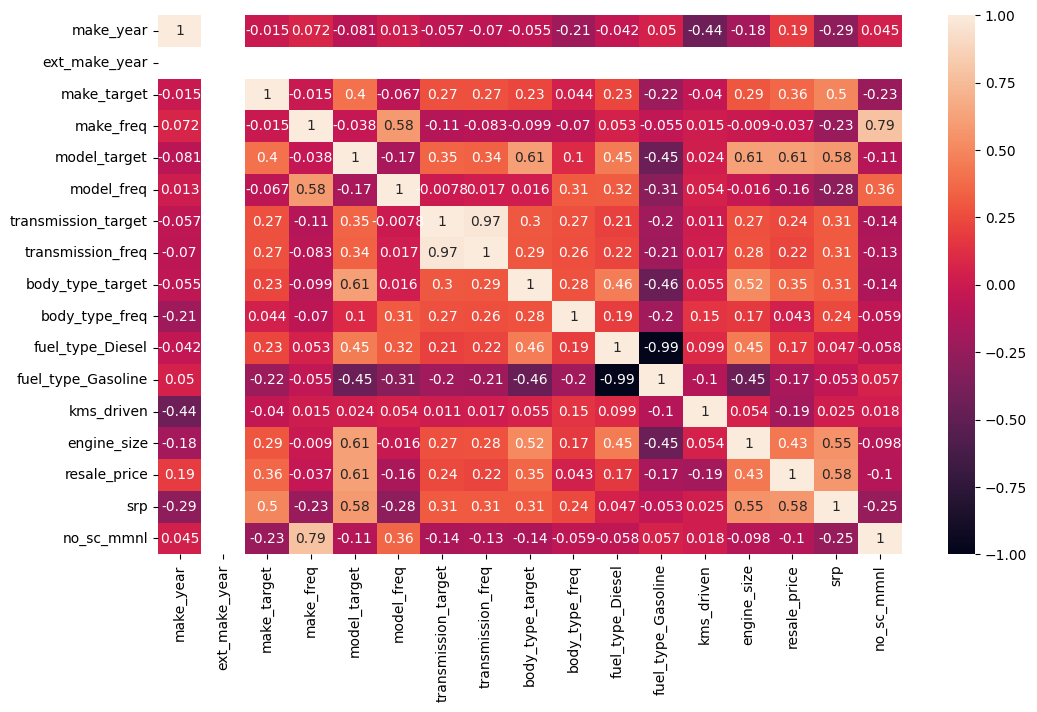 make_year 1 -0.015 0.072 -0.081 0.013 -0.057 -0.07 -0.055 -0.21 -0.042 0.05 -0.44 -0.18 0.19 -0.29 0.045 1.00
ext_make_year
make_target -0.015 1 -0.015 0.4 -0.067 0.27 0.27 0.23 0.044 0.23 -0.22 -0.04 0.29 0.36 0.5 -0.23 0.75
make_freq 0.072 -0.015 1 -0.038 0.58 -0.11 -0.083 -0.099 -0.07 0.053 -0.055 0.015 -0.009 -0.037 -0.23 0.79
model_target -0.081 0.4 -0.038 1 -0.17 0.35 0.34 0.61 0.1 0.45 -0.45 0.024 0.61 0.61 0.58 -0.11 0.50
model_freq 0.013 -0.067 0.58 -0.17 1 -0.0078 0.017 0.016 0.31 0.32 -0.31 0.054 -0.016 -0.16 -0.28 0.36
transmission_target -0.057 0.27 -0.11 0.35 -0.0078 1 0.97 0.3 0.27 0.21 -0.2 0.011 0.27 0.24 0.31 -0.14 0.25
transmission_freq -0.07 0.27 -0.083 0.34 0.017 0.97 1 0.29 0.26 0.22 -0.21 0.017 0.28 0.22 0.31 -0.13
body_type_target -0.055 0.23 -0.099 0.61 0.016 0.3 0.29 1 0.28 0.46 -0.46 0.055 0.52 0.35 0.31 -0.14 0.00
body_type_freq -0.21 0.044 -0.07 0.1 0.31 0.27 0.26 0.28 1 0.19 -0.2 0.15 0.17 0.043 0.24 -0.059
fuel_type_Diesel -0.042 0.23 0.053 0.45 0.32 0.21 0.22 0.46 0.19 1 -0.99 0.099 0.45 0.17 0.047 -0.058 -0.25
fuel_type_Gasoline 0.05 -0.22 -0.055 -0.45 -0.31 -0.2 -0.21 -0.46 -0.2 -0.99 1 -0.1 -0.45 -0.17 -0.053 0.057
kms_driven -0.44 -0.04 0.015 0.024 0.054 0.011 0.017 0.055 0.15 0.099 -0.1 1 0.054 -0.19 0.025 0.018 -0.50
engine_size -0.18 0.29 -0.009 0.61 -0.016 0.27 0.28 0.52 0.17 0.45 -0.45 0.054 1 0.43 0.55 -0.098
resale_price 0.19 0.36 -0.037 0.61 -0.16 0.24 0.22 0.35 0.043 0.17 -0.17 -0.19 0.43 1 0.58 -0.1 -0.75
srp -0.29 0.5 -0.23 0.58 -0.28 0.31 0.31 0.31 0.24 0.047 -0.053 0.025 0.55 0.58 1 -0.25
no_sc_mmnl 0.045 -0.23 0.79 -0.11 0.36 -0.14 -0.13 -0.14 -0.059 -0.058 0.057 0.018 -0.098 -0.1 -0.25 1 -1.00
make_year
ext_make_year
make_target
make_freq
model_target
model_freq
transmission_target
transmission_freq
body_type_target
body_type_freq
fuel_type_Diesel
fuel_type_Gasoline
kms_driven
engine_size
resale_price
srp
no_sc_mmnl